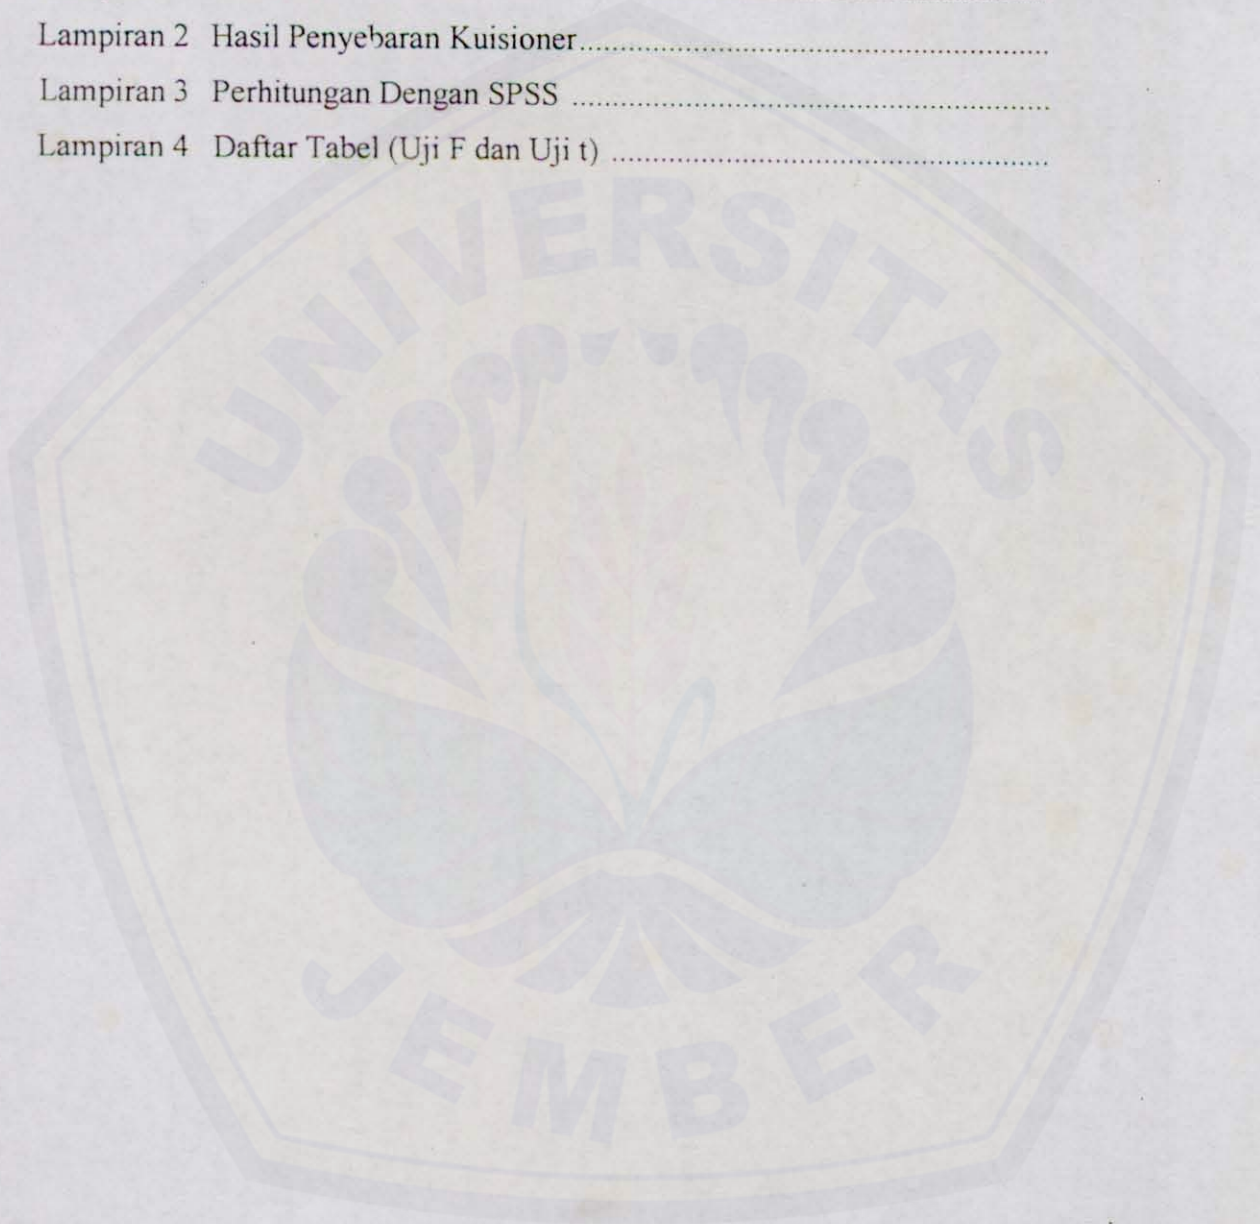 Lampiran 2 Hasil Penyebaran Kuisioner......................................................
Lampiran 3 Perhitungan Dengan SPSS ......................................................
Lampiran 4 Daftar Tabel (Uji F dan Uji t) ..................................................
UNIVERSITAS
JEMBER